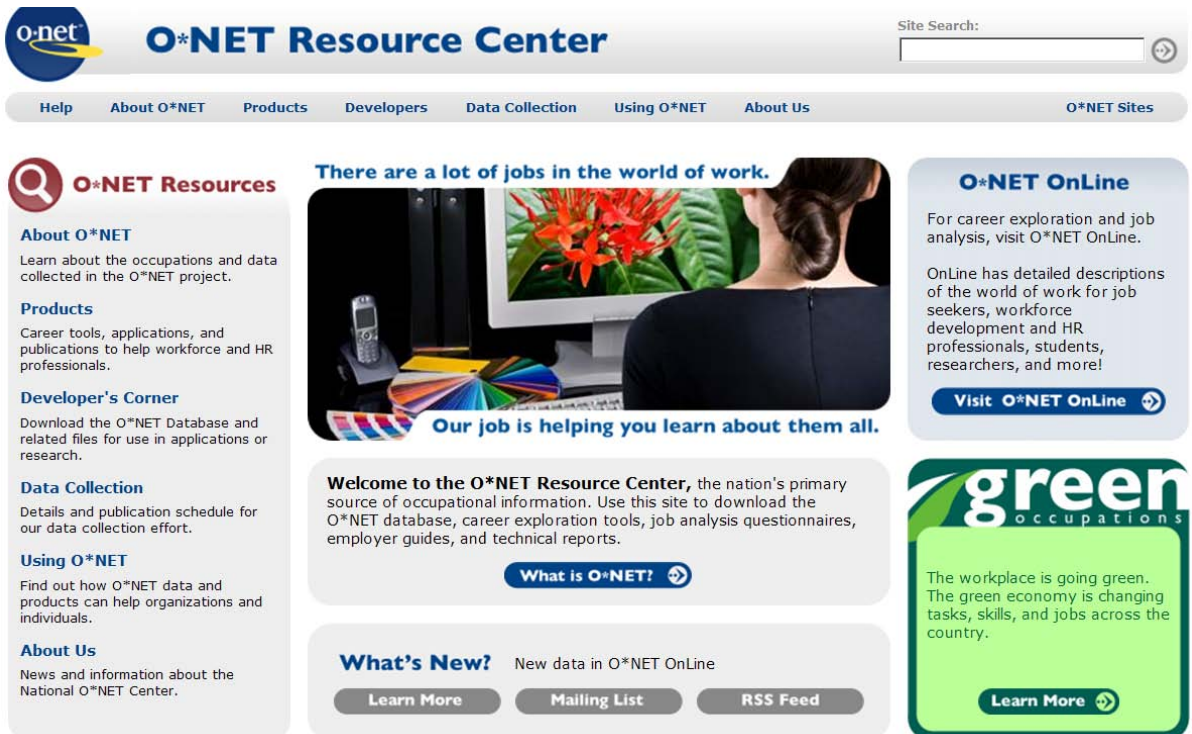 o·net
O*NET Resource Center
Site Search:
Help About O*NET Products Developers Data Collection Using O*NET About Us O*NET Sites
O*NET Resources
About O*NET
Learn about the occupations and data
collected in the O*NET project.
Products
Career tools, applications, and
publications to help workforce and HR
professionals.
Developer's Corner
Download the O*NET Database and
related files for use in applications or
research.
Data Collection
Details and publication schedule for
our data collection effort.
Using O*NET
Find out how O*NET data and
products can help organizations and
individuals.
About Us
News and information about the
National O*NET Center.
There are a lot of jobs in the world of work.
Our job is helping you learn about them all.
Welcome to the O*NET Resource Center, the nation's primary
source of occupational information. Use this site to download the
O*NET database, career exploration tools, job analysis questionnaires,
employer guides, and technical reports.
What is O*NET?
What's New? New data in O*NET OnLine
Learn More Mailing List RSS Feed
O*NET OnLine
For career exploration and job
analysis, visit O*NET OnLine.
OnLine has detailed descriptions
of the world of work for job
seekers, workforce
development and HR
professionals, students,
researchers, and more!
Visit O*NET OnLine
green
occupations
The workplace is going green.
The green economy is changing
tasks, skills, and jobs across the
country.
Learn More